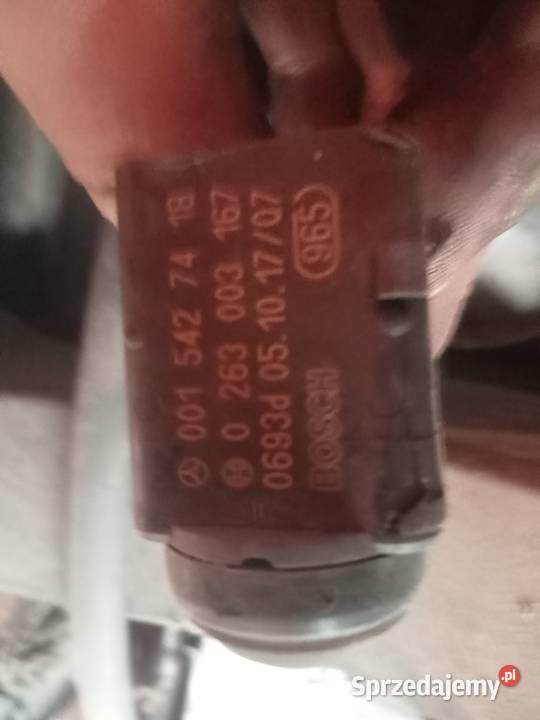 001 542 74 18
0 263 003 167
0693d 05.10.17/07
BOSCH 965
Sprzedajemy.pl